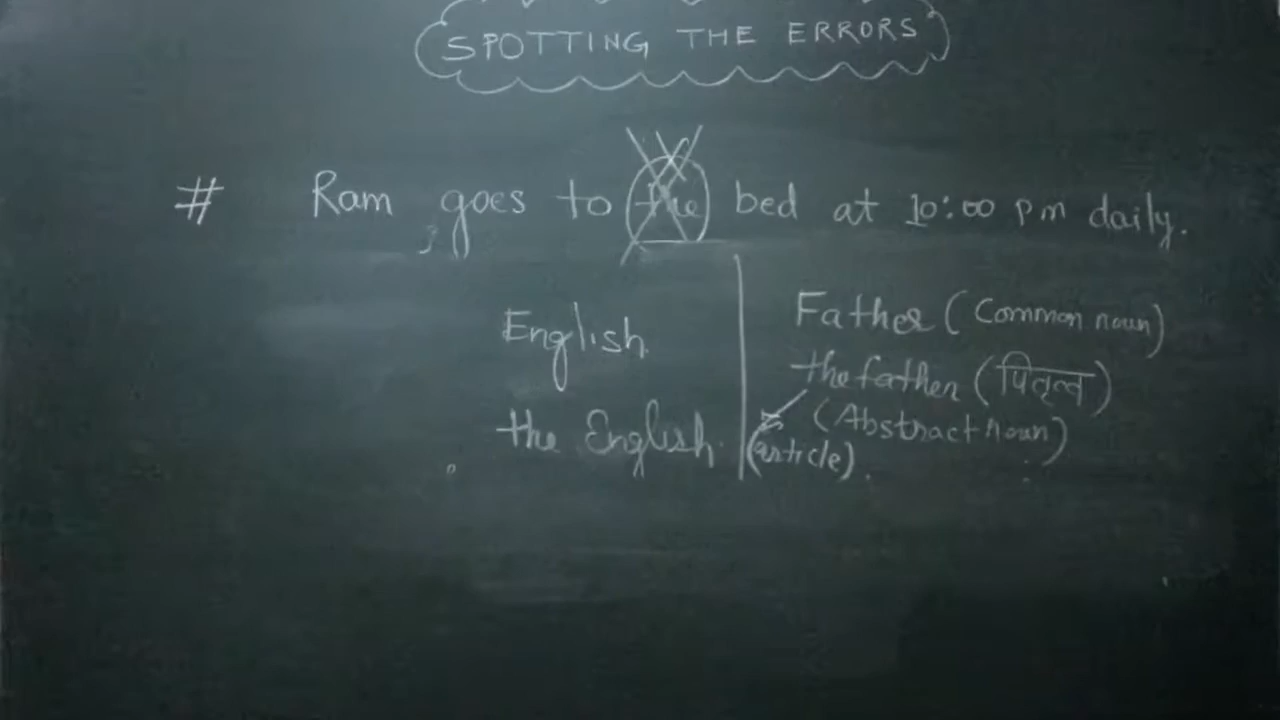 SPOTTING THE ERRORS
# Ram goes to the bed at 10:00 pm daily.
English
the English
Father (Common noun)
the father (पितृत्व)
(Abstract noun)
(article).